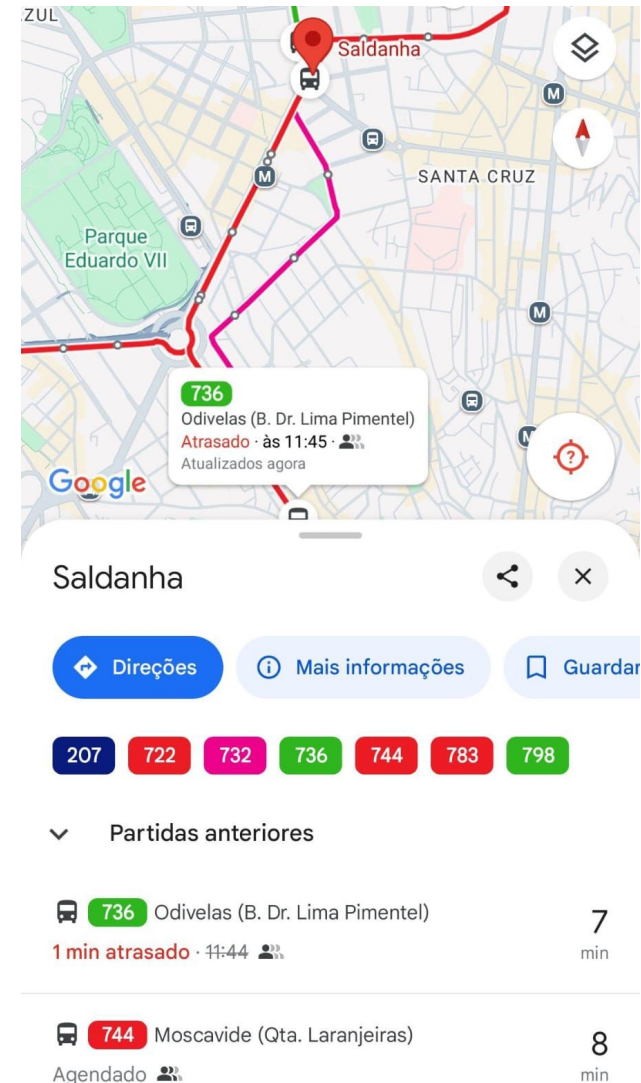 ZUL
Saldanha
M
SANTA CRUZ
M
Parque
Eduardo VII
M
736
Odivelas (B. Dr. Lima Pimentel)
Atrasado · às 11:45 ·
Atualizados agora
M
?
Google
Saldanha
Direções
Mais informações
Guardar
207 722 732 736 744 783 798
Partidas anteriores
736 Odivelas (B. Dr. Lima Pimentel) 7
1 min atrasado · 11:44 min
744 Moscavide (Qta. Laranjeiras) 8
Agendado min